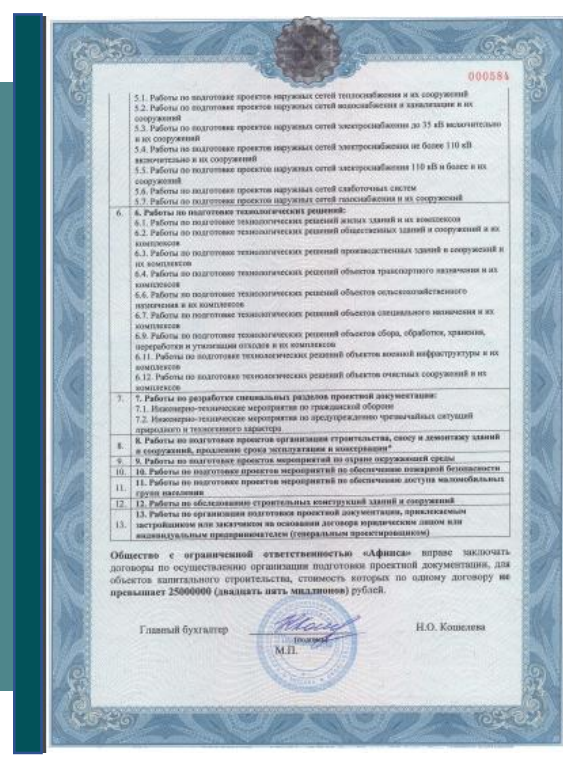 000584
5.1. Работы по подготовке проектов наружных сетей теплоснабжения и их сооружений
5.2. Работы по подготовке проектов наружных сетей водоснабжения и канализации и их
сооружений
5.3. Работы по подготовке проектов наружных сетей электроснабжения до 35 кВ включительно
и их сооружений
5.4. Работы по подготовке проектов наружных сетей электроснабжения не более 110 кВ
включительно и их сооружений
5.5. Работы по подготовке проектов наружных сетей электроснабжения 110 кВ и более и их
сооружений
5.6. Работы по подготовке проектов наружных сетей слаботочных систем
5.7. Работы по подготовке проектов наружных сетей газоснабжения и их сооружений
6. 6. Работы по подготовке технологических решений:
6.1. Работы по подготовке технологических решений жилых зданий и их комплексов
6.2. Работы по подготовке технологических решений общественных зданий и сооружений и их
комплексов
6.3. Работы по подготовке технологических решений производственных зданий и сооружений и
их комплексов
6.4. Работы по подготовке технологических решений объектов транспортного назначения и их
комплексов
6.6. Работы по подготовке технологических решений объектов сельскохозяйственного
назначения и их комплексов
6.7. Работы по подготовке технологических решений объектов специального назначения и их
комплексов
6.9. Работы по подготовке технологических решений объектов сбора, обработки, хранения,
переработки и утилизации отходов и их комплексов
6.11. Работы по подготовке технологических решений объектов военной инфраструктуры и их
комплексов
6.12. Работы по подготовке технологических решений объектов очистных сооружений и их
комплексов
7. 7. Работы по разработке специальных разделов проектной документации:
7.1. Инженерно-технические мероприятия по гражданской обороне
7.2. Инженерно-технические мероприятия по предупреждению чрезвычайных ситуаций
природного и техногенного характера
8. 8. Работы по подготовке проектов организации строительства, сносу и демонтажу зданий
и сооружений, продлению срока эксплуатации и консервации*
9. 9. Работы по подготовке проектов мероприятий по охране окружающей среды
10. 10. Работы по подготовке проектов мероприятий по обеспечению пожарной безопасности
11. 11. Работы по подготовке проектов мероприятий по обеспечению доступа маломобильных
групп населения
12. 12. Работы по обследованию строительных конструкций зданий и сооружений
13. 13. Работы по организации подготовки проектной документации, привлекаемым
застройщиком или заказчиком на основании договора юридическим лицом или
индивидуальным предпринимателем (генеральным проектировщиком)
Общество с ограниченной ответственностью «Афинса» вправе заключать
договоры по осуществлению организации подготовки проектной документации, для
объектов капитального строительства, стоимость которых по одному договору не
превышает 25000000 (двадцать пять миллионов) рублей.
Главный бухгалтер Н.О. Кошелева
(подпись)
М.П.